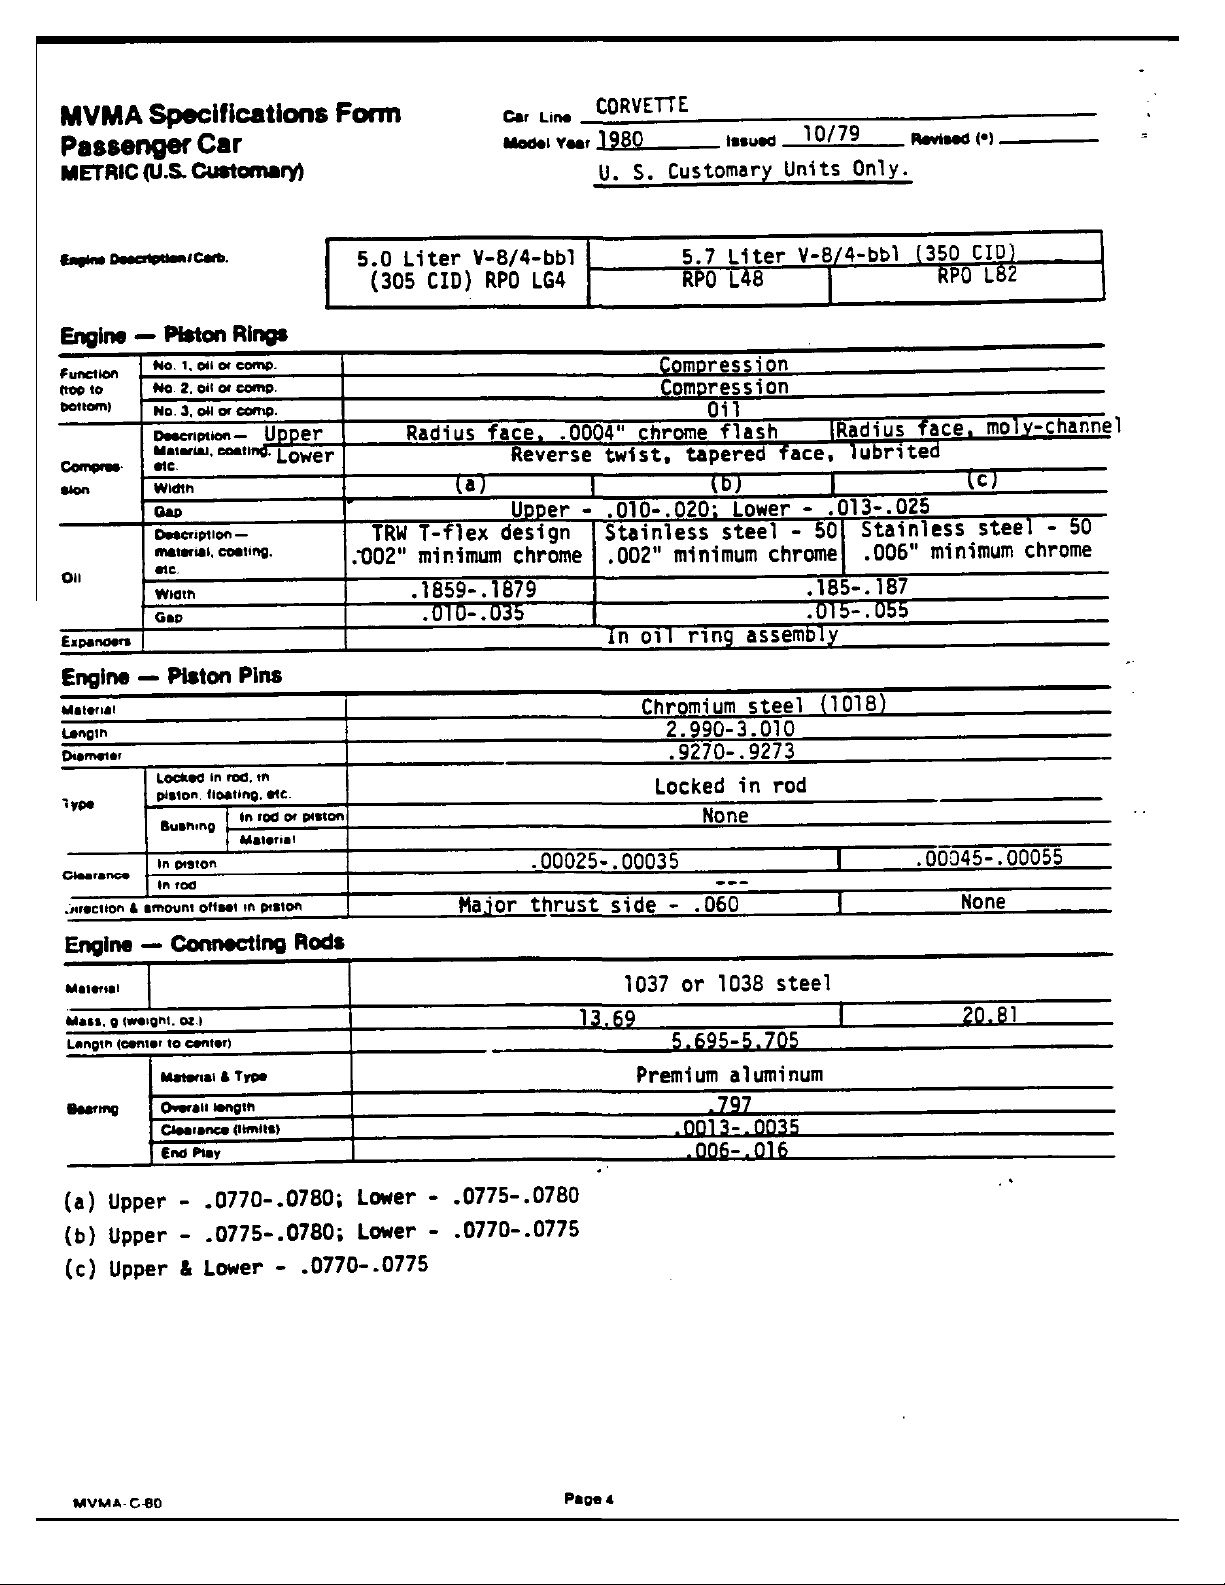 MVMA Specifications Form
Passenger Car
METRIC (U.S. Customary)
Car Line CORVETTE
Model Year 1980 Issued 10/79 Revised (•)
U. S. Customary Units Only.
Engine Description/Carb.
5.0 Liter V-8/4-bbl
(305 CID) RPO LG4
5.7 Liter V-8/4-bbl (350 CID)
RPO L48 RPO L82
Engine — Piston Rings
Function (top to bottom)
No. 1, oil or comp. Compression
No. 2, oil or comp. Compression
No. 3, oil or comp. Oil
Compression
Description — Upper Radius face, .0004" chrome flash Radius face, moly-channel
Material, coating, etc. Lower Reverse twist, tapered face, lubrited
Width (a) (b) (c)
Gap Upper - .010-.020; Lower - .013-.025
Oil
Description — material, coating, etc.
TRW T-flex design Stainless steel - 50 Stainless steel - 50
.002" minimum chrome .002" minimum chrome .006" minimum chrome
Width .1859-.1879 .185-.187
Gap .010-.035 .015-.055
Expanders In oil ring assembly
Engine — Piston Pins
Material Chromium steel (1018)
Length 2.990-3.010
Diameter .9270-.9273
Type
Locked in rod, in piston, floating, etc. Locked in rod
Bushing In rod or piston None
Material
Clearance
In piston .00025-.00035 .00045-.00055
In rod ---
Direction & amount offset in piston Major thrust side - .060 None
Engine — Connecting Rods
Material 1037 or 1038 steel
Mass, g (weight, oz.) 13.69 20.81
Length (center to center) 5.695-5.705
Bearing
Material & Type Premium aluminum
Overall length .797
Clearance (limits) .0013-.0035
End Play .006-.016
(a) Upper - .0770-.0780; Lower - .0775-.0780
(b) Upper - .0775-.0780; Lower - .0770-.0775
(c) Upper & Lower - .0770-.0775
MVMA-C-80 Page 4